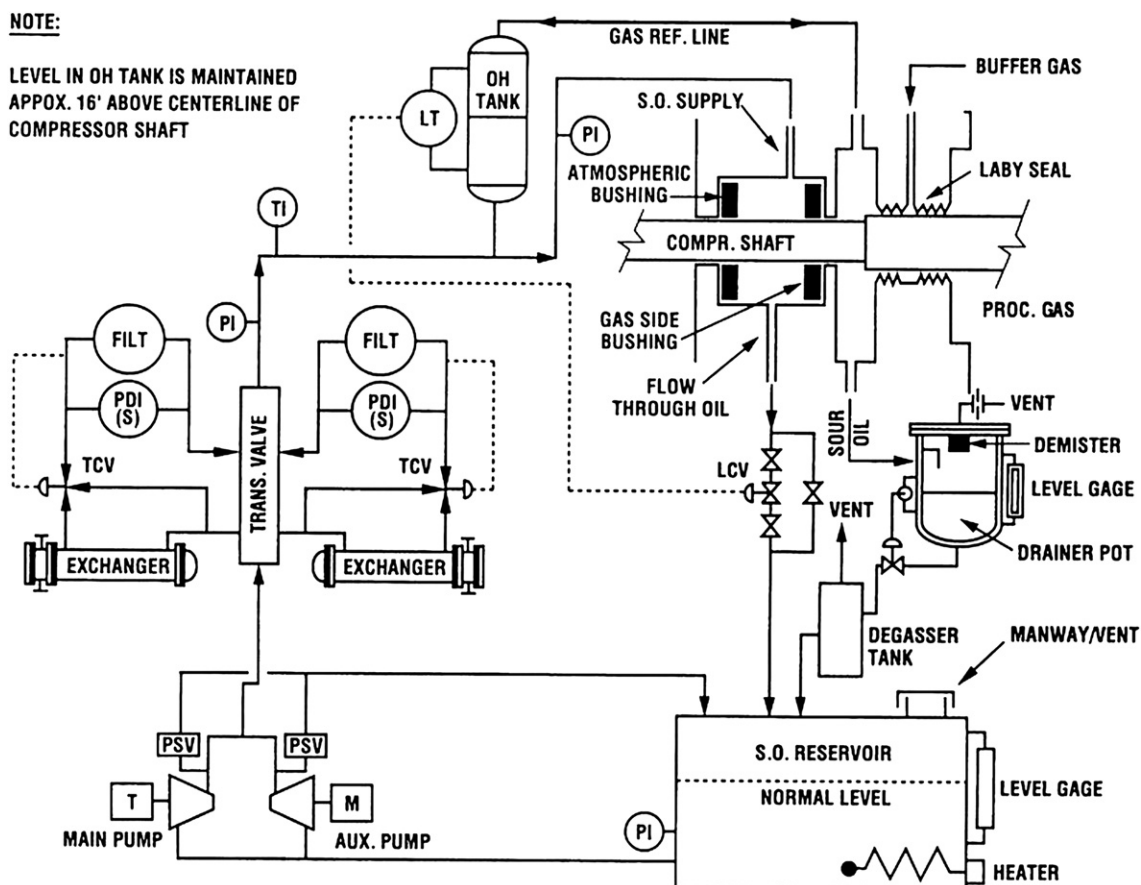 NOTE:
LEVEL IN OH TANK IS MAINTAINED
APPOX. 16' ABOVE CENTERLINE OF
COMPRESSOR SHAFT
GAS REF. LINE
OH
TANK
LT
S.O. SUPPLY
PI
BUFFER GAS
LABY SEAL
ATMOSPHERIC
BUSHING
TI
COMPR. SHAFT
PROC. GAS
PI
GAS SIDE
BUSHING
FILT
FILT
FLOW
THROUGH OIL
PDI
(S)
PDI
(S)
SOUR
OIL
VENT
DEMISTER
TCV
TCV
TRANS. VALVE
LCV
LEVEL GAGE
VENT
DRAINER POT
EXCHANGER
EXCHANGER
DEGASSER
TANK
MANWAY/VENT
PSV
PSV
S.O. RESERVOIR
NORMAL LEVEL
LEVEL GAGE
T
M
MAIN PUMP
AUX. PUMP
PI
HEATER